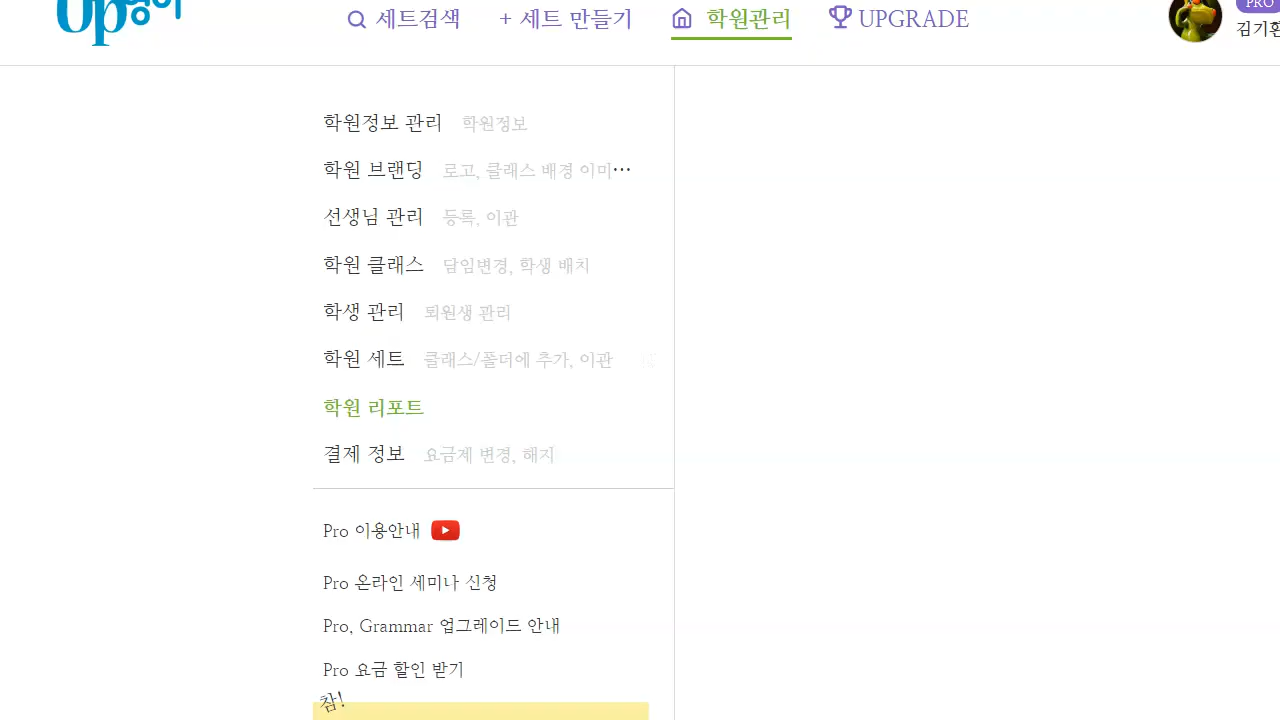 세트검색 + 세트 만들기 학원관리 UPGRADE PRO
김기환
학원정보 관리 학원정보
학원 브랜딩 로고, 클래스 배경 이미…
선생님 관리 등록, 이관
학원 클래스 담임변경, 학생 배치
학생 관리 퇴원생 관리
학원 세트 클래스/폴더에 추가, 이관
학원 리포트
결제 정보 요금제 변경, 해지
Pro 이용안내
Pro 온라인 세미나 신청
Pro, Grammar 업그레이드 안내
Pro 요금 할인 받기
참!